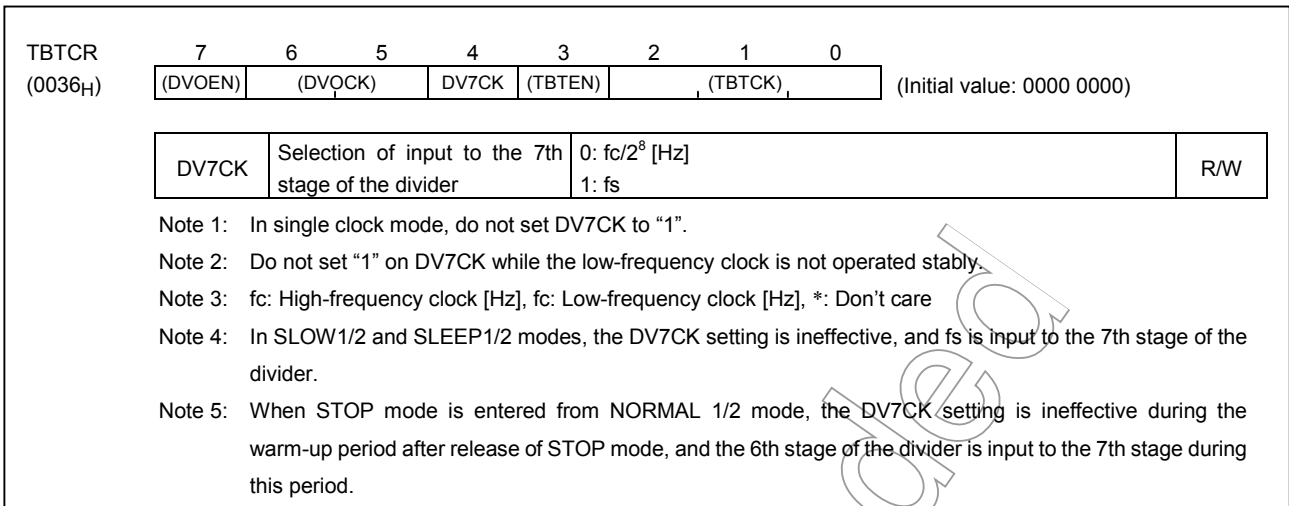 TBTCR 7 6 5 4 3 2 1 0
(0036H) (DVOEN) (DVOCK) DV7CK (TBTEN) (TBTCK) (Initial value: 0000 0000)
DV7CK Selection of input to the 7th stage of the divider 0: fc/2^8 [Hz] 1: fs R/W
Note 1: In single clock mode, do not set DV7CK to “1”.
Note 2: Do not set “1” on DV7CK while the low-frequency clock is not operated stably.
Note 3: fc: High-frequency clock [Hz], fc: Low-frequency clock [Hz], *: Don’t care
Note 4: In SLOW1/2 and SLEEP1/2 modes, the DV7CK setting is ineffective, and fs is input to the 7th stage of the
divider.
Note 5: When STOP mode is entered from NORMAL 1/2 mode, the DV7CK setting is ineffective during the
warm-up period after release of STOP mode, and the 6th stage of the divider is input to the 7th stage during
this period.
ded